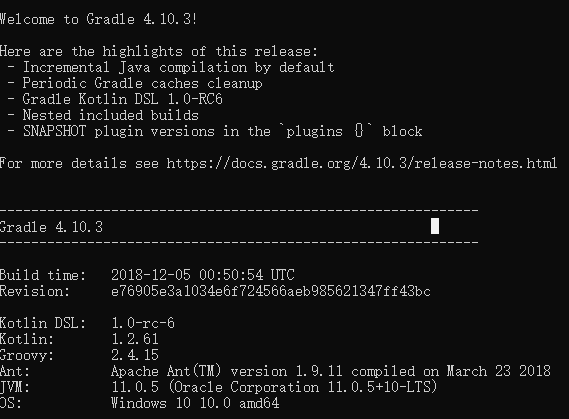 Welcome to Gradle 4.10.3!
Here are the highlights of this release:
- Incremental Java compilation by default
- Periodic Gradle caches cleanup
- Gradle Kotlin DSL 1.0-RC6
- Nested included builds
- SNAPSHOT plugin versions in the `plugins {}` block
For more details see https://docs.gradle.org/4.10.3/release-notes.html
------------------------------------------------------------
Gradle 4.10.3
------------------------------------------------------------
Build time:   2018-12-05 00:50:54 UTC
Revision:     e76905e3a1034e6f724566aeb985621347ff43bc
Kotlin DSL:   1.0-rc-6
Kotlin:       1.2.61
Groovy:       2.4.15
Ant:          Apache Ant(TM) version 1.9.11 compiled on March 23 2018
JVM:          11.0.5 (Oracle Corporation 11.0.5+10-LTS)
OS:           Windows 10 10.0 amd64